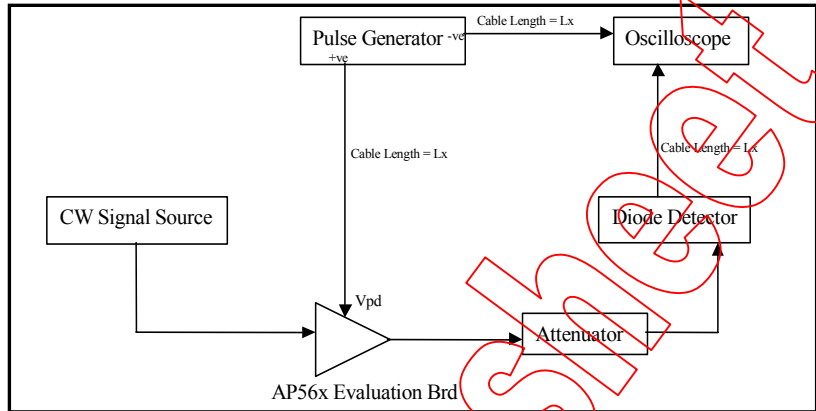 Cable Length = Lx
Pulse Generator
-ve
Oscilloscope
+ve
Cable Length = Lx
Cable Length = Lx
CW Signal Source
Diode Detector
Vpd
Attenuator
AP56x Evaluation Brd
sheet